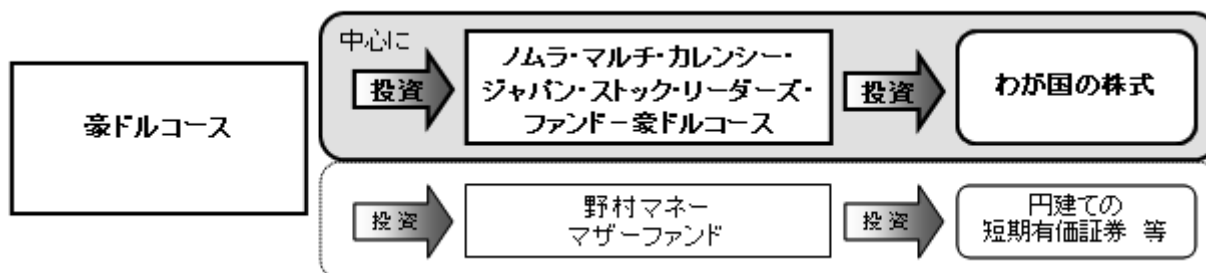 豪ドルコース
中心に
投資
ノムラ・マルチ・カレンシー・
ジャパン・ストック・リーダーズ・
ファンド－豪ドルコース
投資
わが国の株式
投資
野村マネー
マザーファンド
投資
円建ての
短期有価証券 等